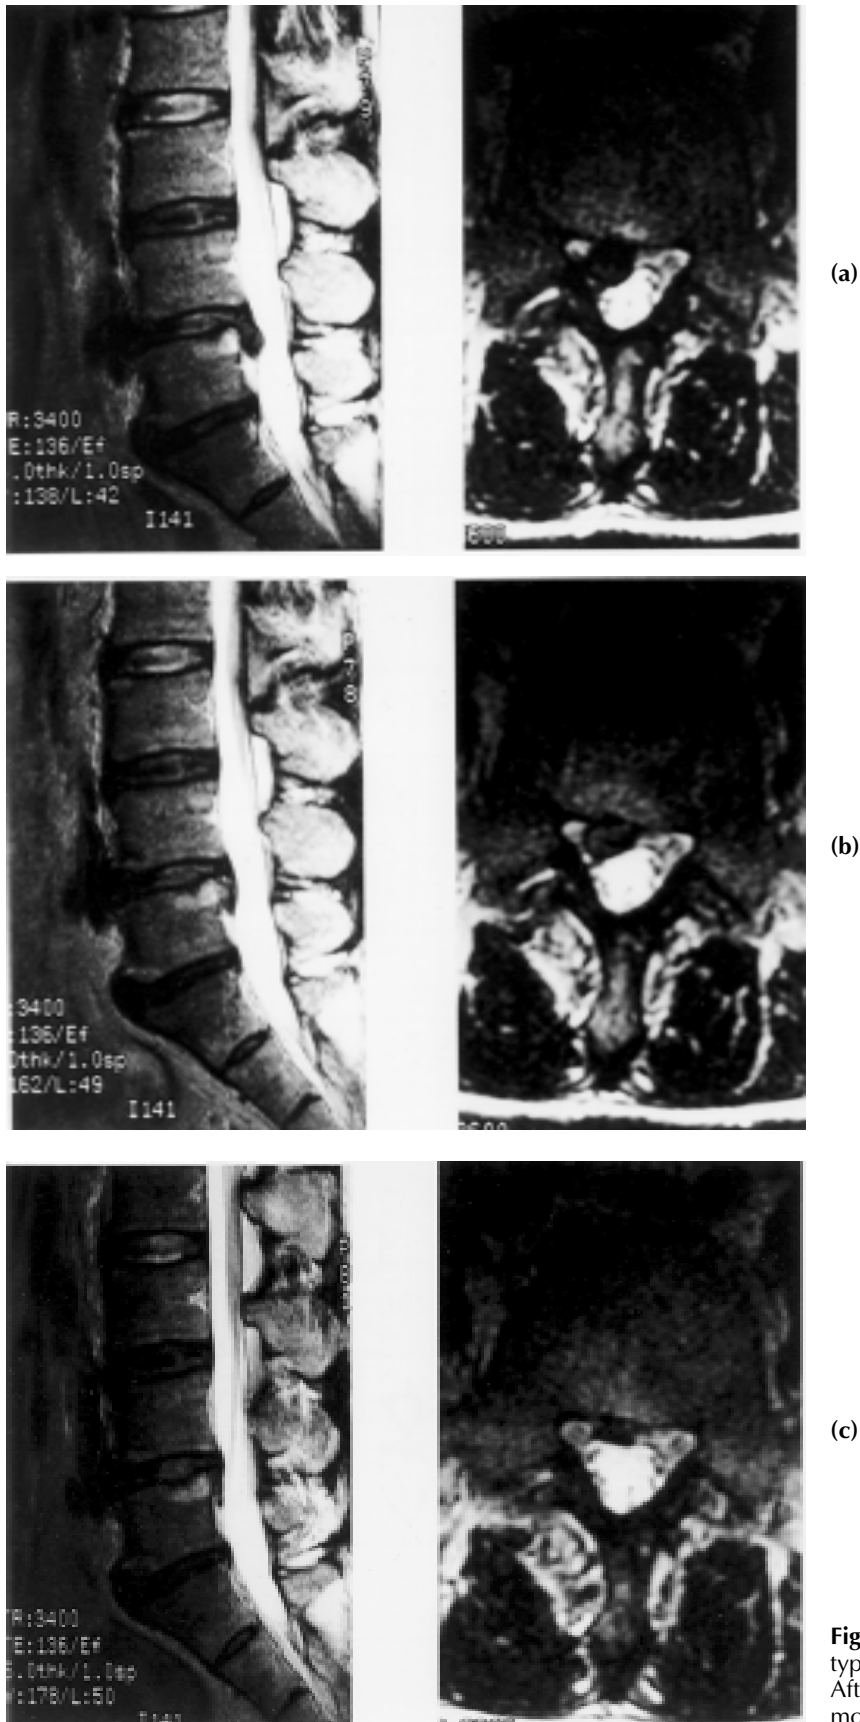 (a)
R:3400
E:136/Ef
.0thk/1.0sp
:138/L:42
I141
600
(b)
:3400
:136/Ef
0thk/1.0sp
162/L:49
I141
(c)
TR:3400
TE:136/Ef
5.0thk/1.0sp
W:178/L:50
Fig
typ
Aft
mo